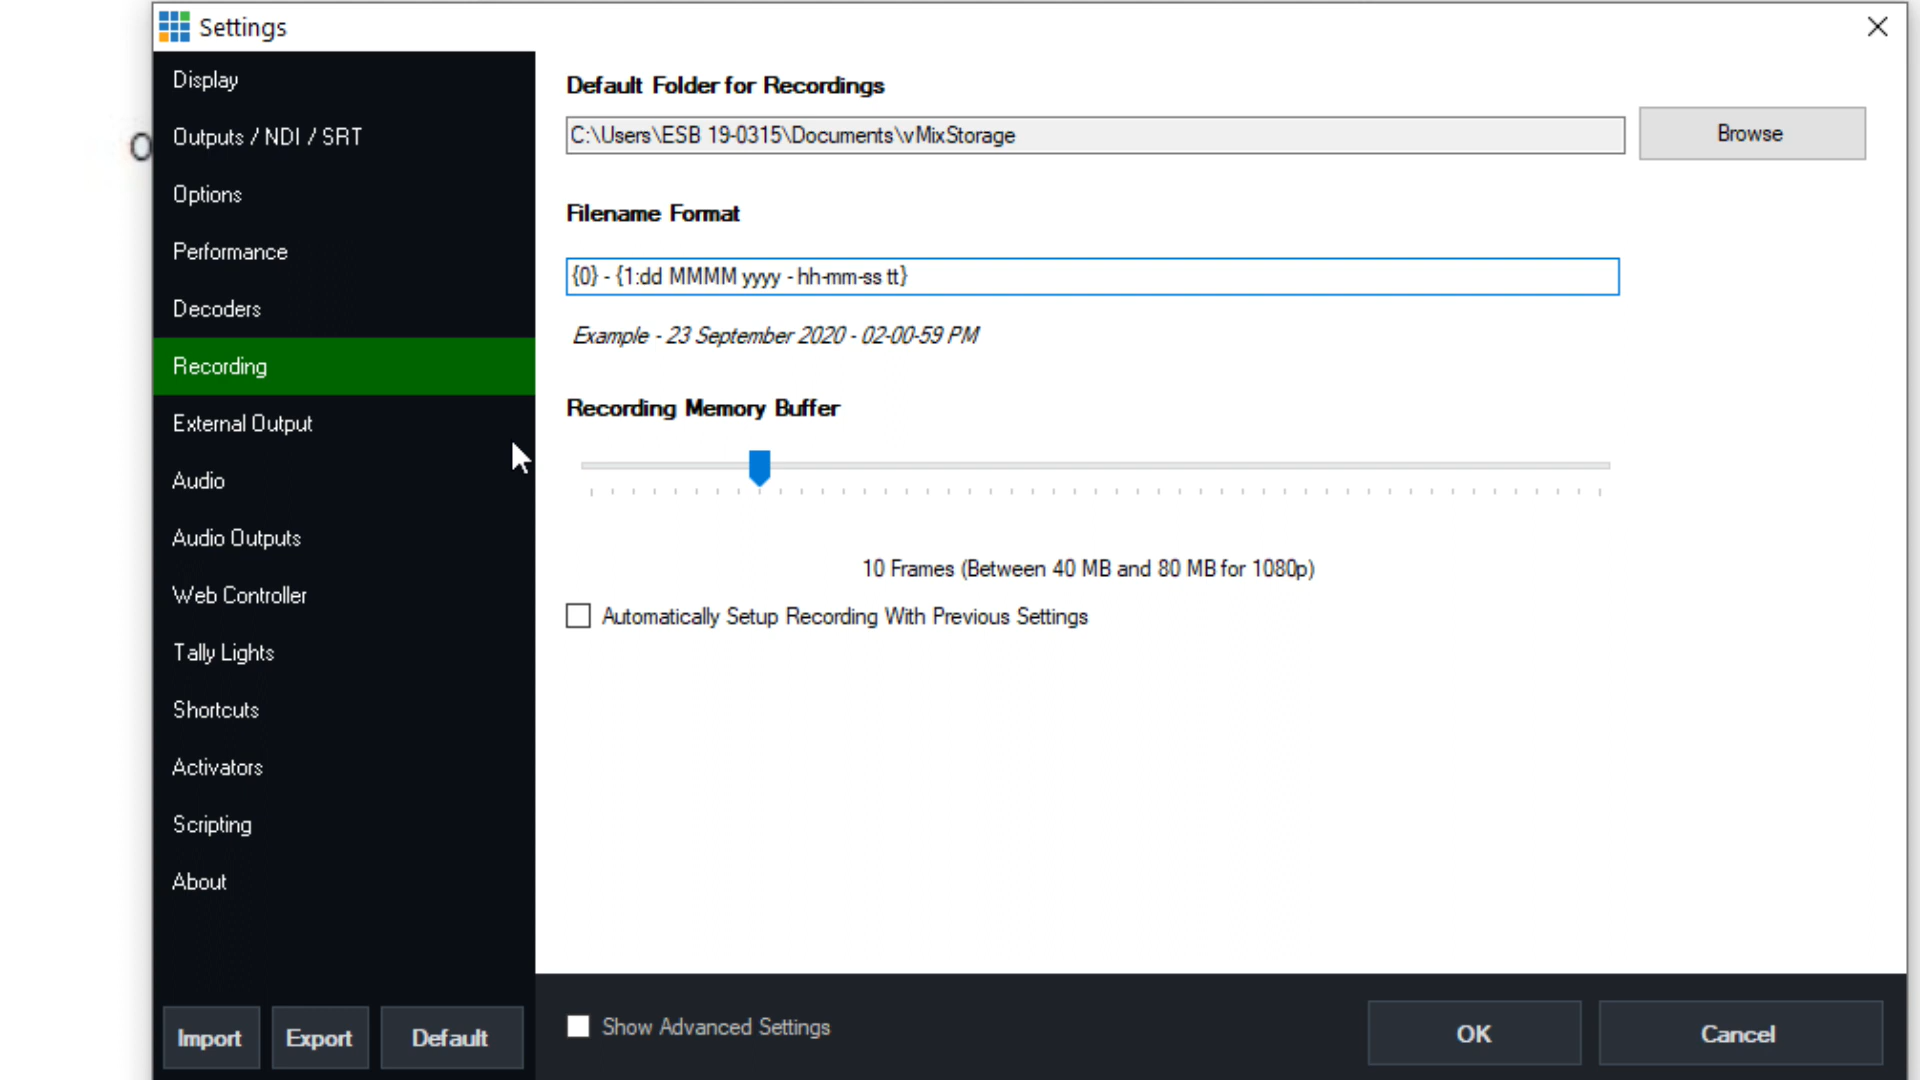 Settings
Display
Outputs / NDI / SRT
Options
Performance
Decoders
Recording
External Output
Audio
Audio Outputs
Web Controller
Tally Lights
Shortcuts
Activators
Scripting
About
Import
Export
Default
Default Folder for Recordings
C:\Users\ESB 19-0315\Documents\vMixStorage
Browse
Filename Format
{0} - {1:dd MMMM yyyy - hh-mm-ss tt}
Example - 23 September 2020 - 02-00-59 PM
Recording Memory Buffer
10 Frames (Between 40 MB and 80 MB for 1080p)
Automatically Setup Recording With Previous Settings
Show Advanced Settings
OK
Cancel